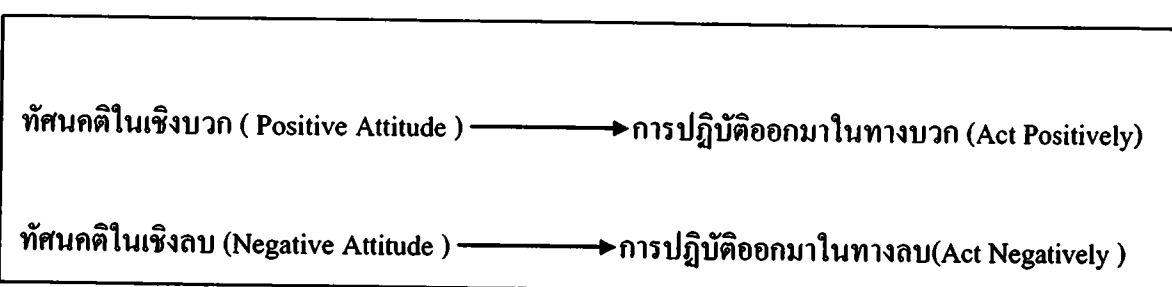 ทัศนคติในเชิงบวก ( Positive Attitude ) ⟶ การปฏิบัติออกมาในทางบวก (Act Positively)
ทัศนคติในเชิงลบ (Negative Attitude ) ⟶ การปฏิบัติออกมาในทางลบ(Act Negatively )